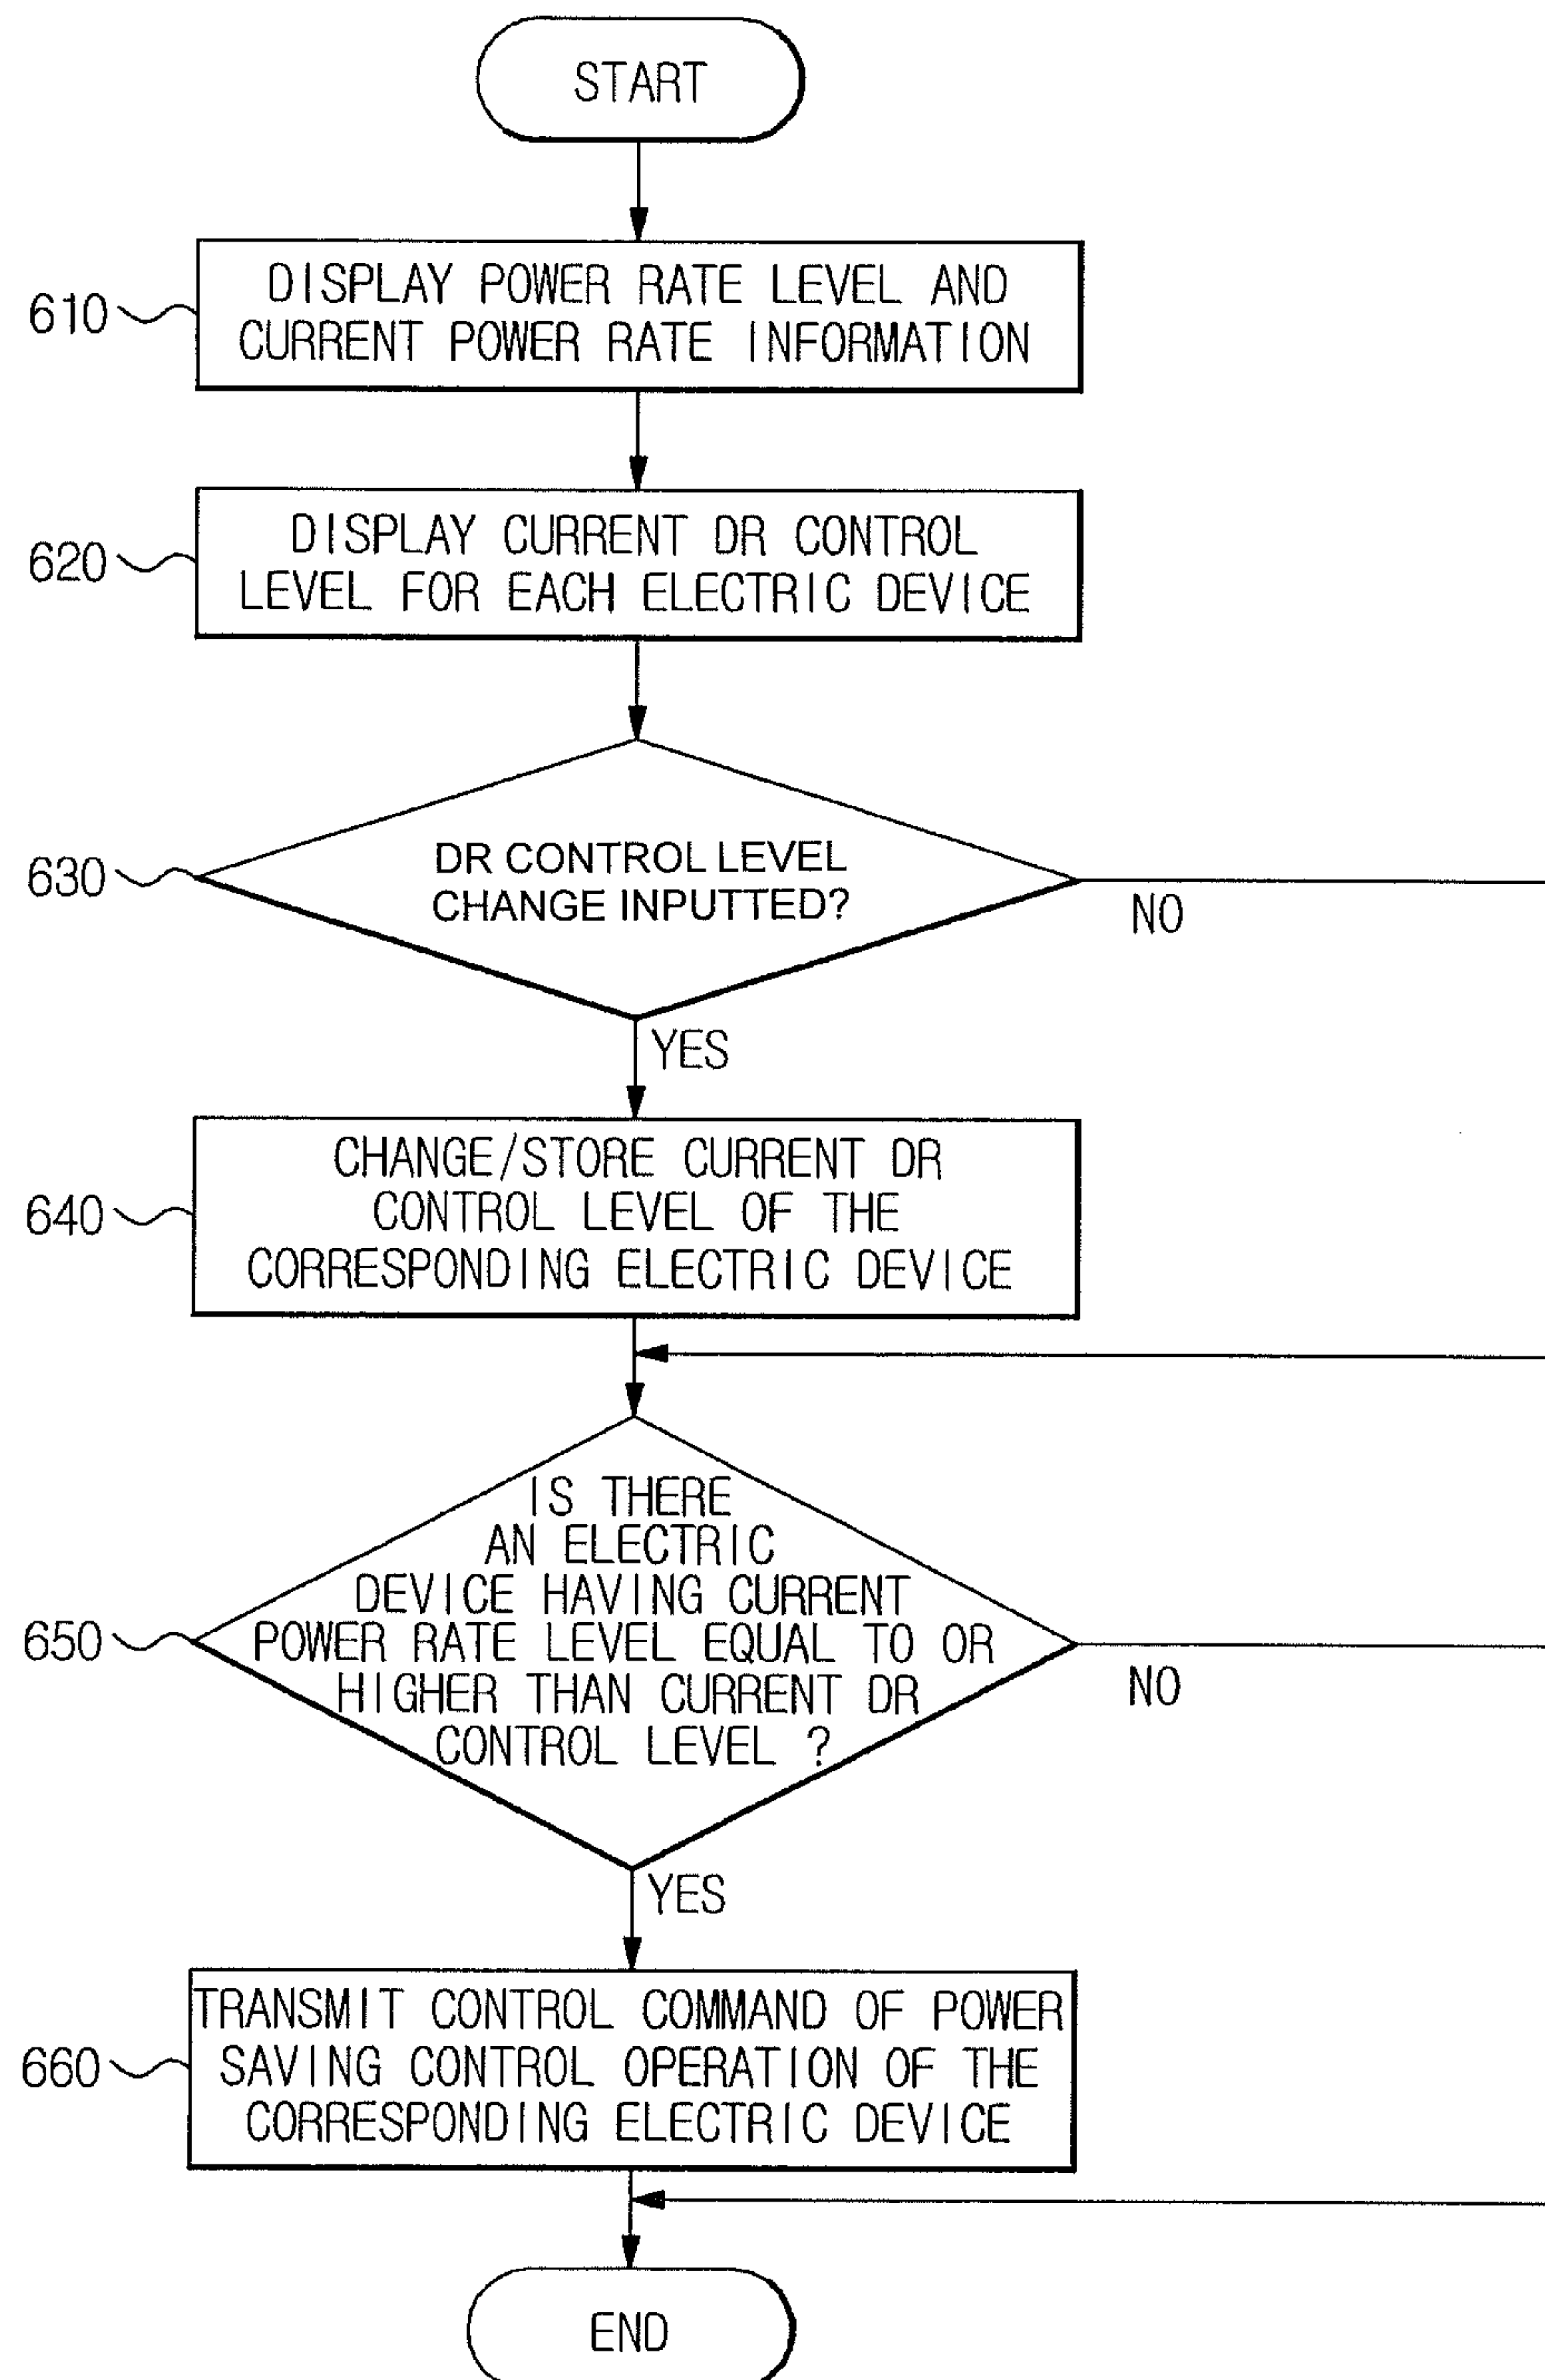 START
610
DISPLAY POWER RATE LEVEL AND
CURRENT POWER RATE INFORMATION
620
DISPLAY CURRENT DR CONTROL
LEVEL FOR EACH ELECTRIC DEVICE
630
DR CONTROL LEVEL
CHANGE INPUTTED?
NO
YES
640
CHANGE/STORE CURRENT DR
CONTROL LEVEL OF THE
CORRESPONDING ELECTRIC DEVICE
650
IS THERE
AN ELECTRIC
DEVICE HAVING CURRENT
POWER RATE LEVEL EQUAL TO OR
HIGHER THAN CURRENT DR
CONTROL LEVEL ?
NO
YES
660
TRANSMIT CONTROL COMMAND OF POWER
SAVING CONTROL OPERATION OF THE
CORRESPONDING ELECTRIC DEVICE
END